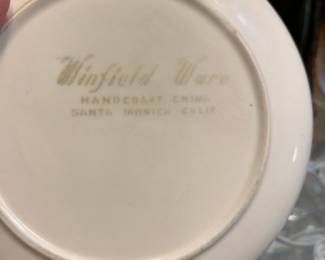 Winfield Ware
HANDCRAFT CHINA
SANTA MONICA CALIF